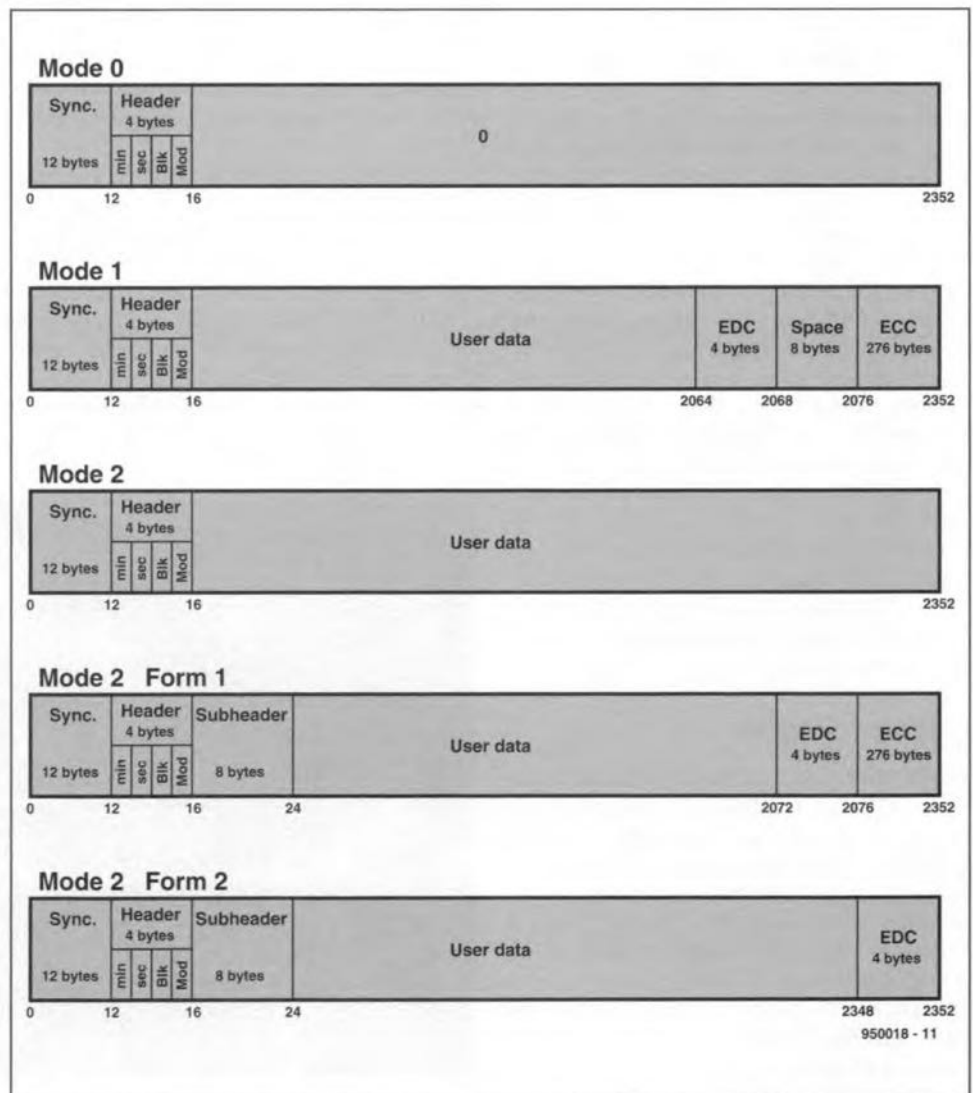 Mode 0
Sync. Header
4 bytes
0
12 bytes min sec Blk Mod
0 12 16 2352
Mode 1
Sync. Header
4 bytes
User data
EDC Space ECC
4 bytes 8 bytes 276 bytes
12 bytes min sec Blk Mod
0 12 16 2064 2068 2076 2352
Mode 2
Sync. Header
4 bytes
User data
12 bytes min sec Blk Mod
0 12 16 2352
Mode 2 Form 1
Sync. Header Subheader
4 bytes
User data
EDC ECC
4 bytes 276 bytes
12 bytes min sec Blk Mod 8 bytes
0 12 16 24 2072 2076 2352
Mode 2 Form 2
Sync. Header Subheader
4 bytes
User data
EDC
4 bytes
12 bytes min sec Blk Mod 8 bytes
0 12 16 24 2348 2352
950018 - 11